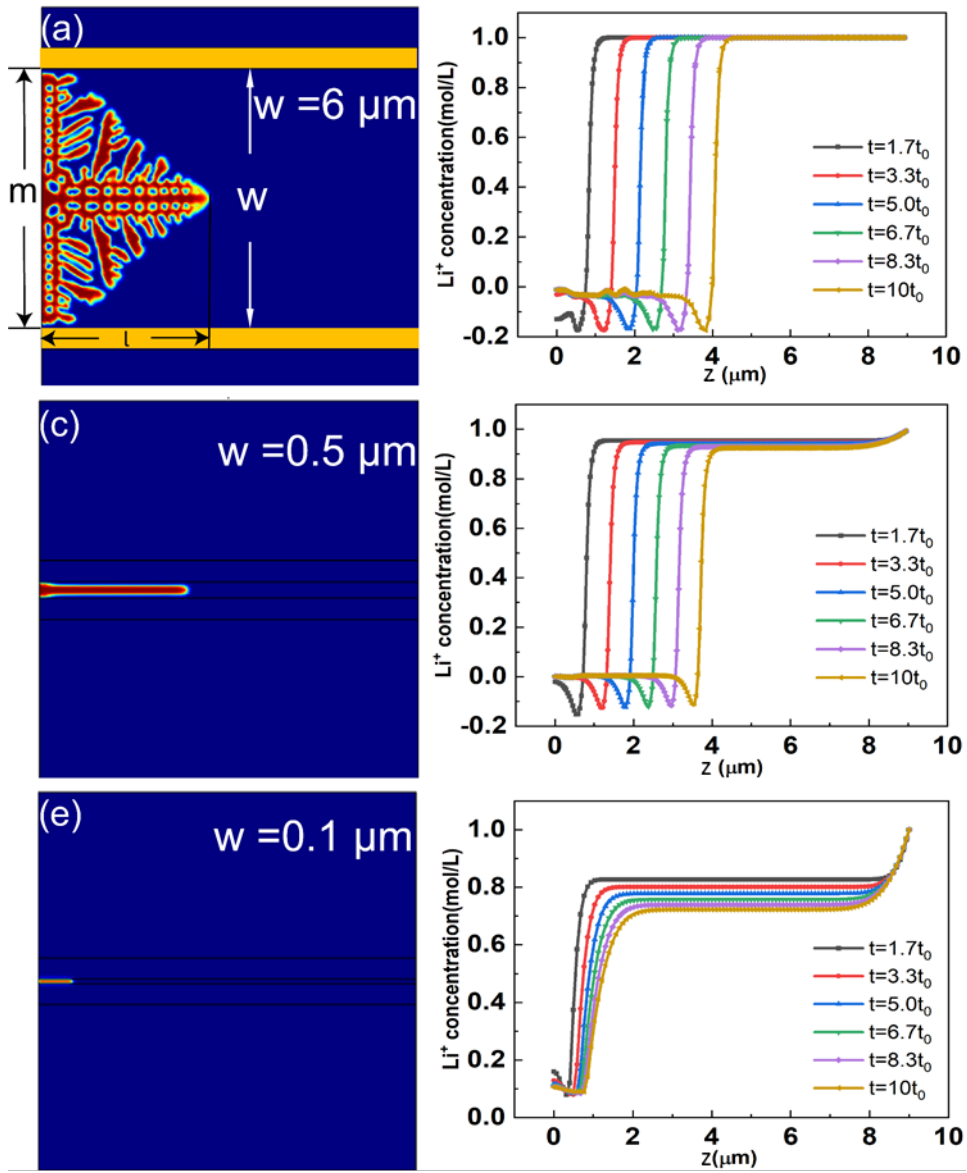 (a)
w =6 μm
m
w
l
1.0
0.8
0.6
0.4
0.2
0.0
-0.2
Li⁺ concentration(mol/L)
t=1.7t₀
t=3.3t₀
t=5.0t₀
t=6.7t₀
t=8.3t₀
t=10t₀
0 2 4 6 8 10
z (μm)
(c)
w =0.5 μm
1.0
0.8
0.6
0.4
0.2
0.0
-0.2
Li⁺ concentration(mol/L)
t=1.7t₀
t=3.3t₀
t=5.0t₀
t=6.7t₀
t=8.3t₀
t=10t₀
0 2 4 6 8 10
z (μm)
(e)
w =0.1 μm
1.0
0.8
0.6
0.4
0.2
0.0
Li⁺ concentration(mol/L)
t=1.7t₀
t=3.3t₀
t=5.0t₀
t=6.7t₀
t=8.3t₀
t=10t₀
0 2 4 6 8 10
z(μm)